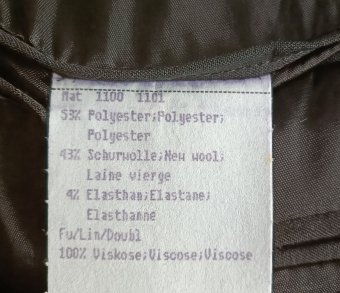 Mat 1100 1101
53% Polyester;Polyester;
Polyester
43% Schurwolle;New wool;
Laine vierge
4% Elasthan;Elastane;
Elasthanne
Fu/Lin/Doubl
100% Viskose;Viscose;Viscose